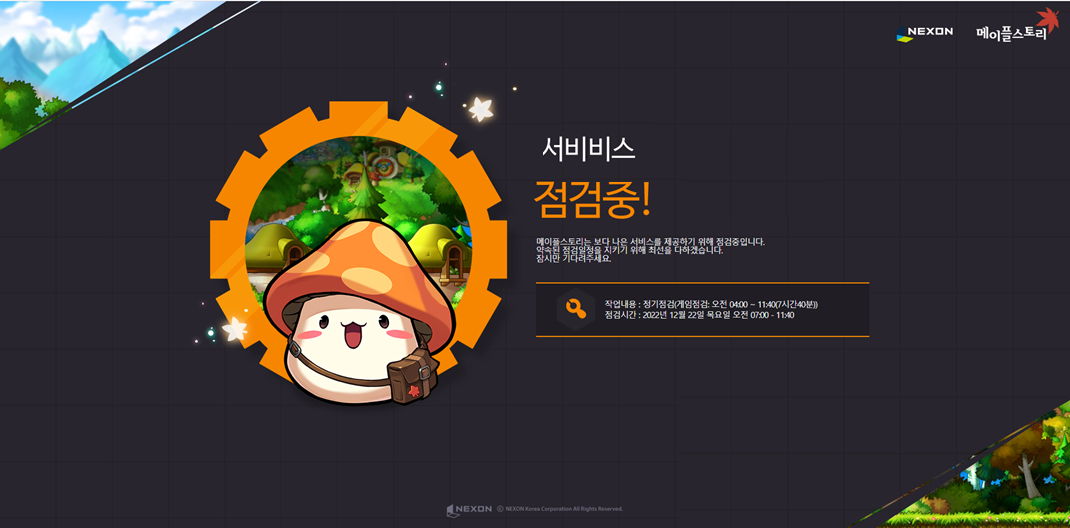 NEXON
메이플스토리
서비비스
점검중!
메이플스토리는 보다 나은 서비스를 제공하기 위해 점검중입니다.
약속된 점검일정을 지키기 위해 최선을 다하겠습니다.
잠시만 기다려주세요.
작업내용 : 정기점검(게임점검: 오전 04:00 ~ 11:40(7시간40분))
점검시간 : 2022년 12월 22일 목요일 오전 07:00 - 11:40
NEXON © NEXON Korea Corporation All Rights Reserved.